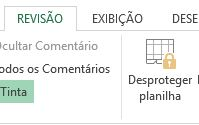 REVISÃO EXIBIÇÃO DESE
Ocultar Comentário
odos os Comentários
Tinta
Desproteger
planilha